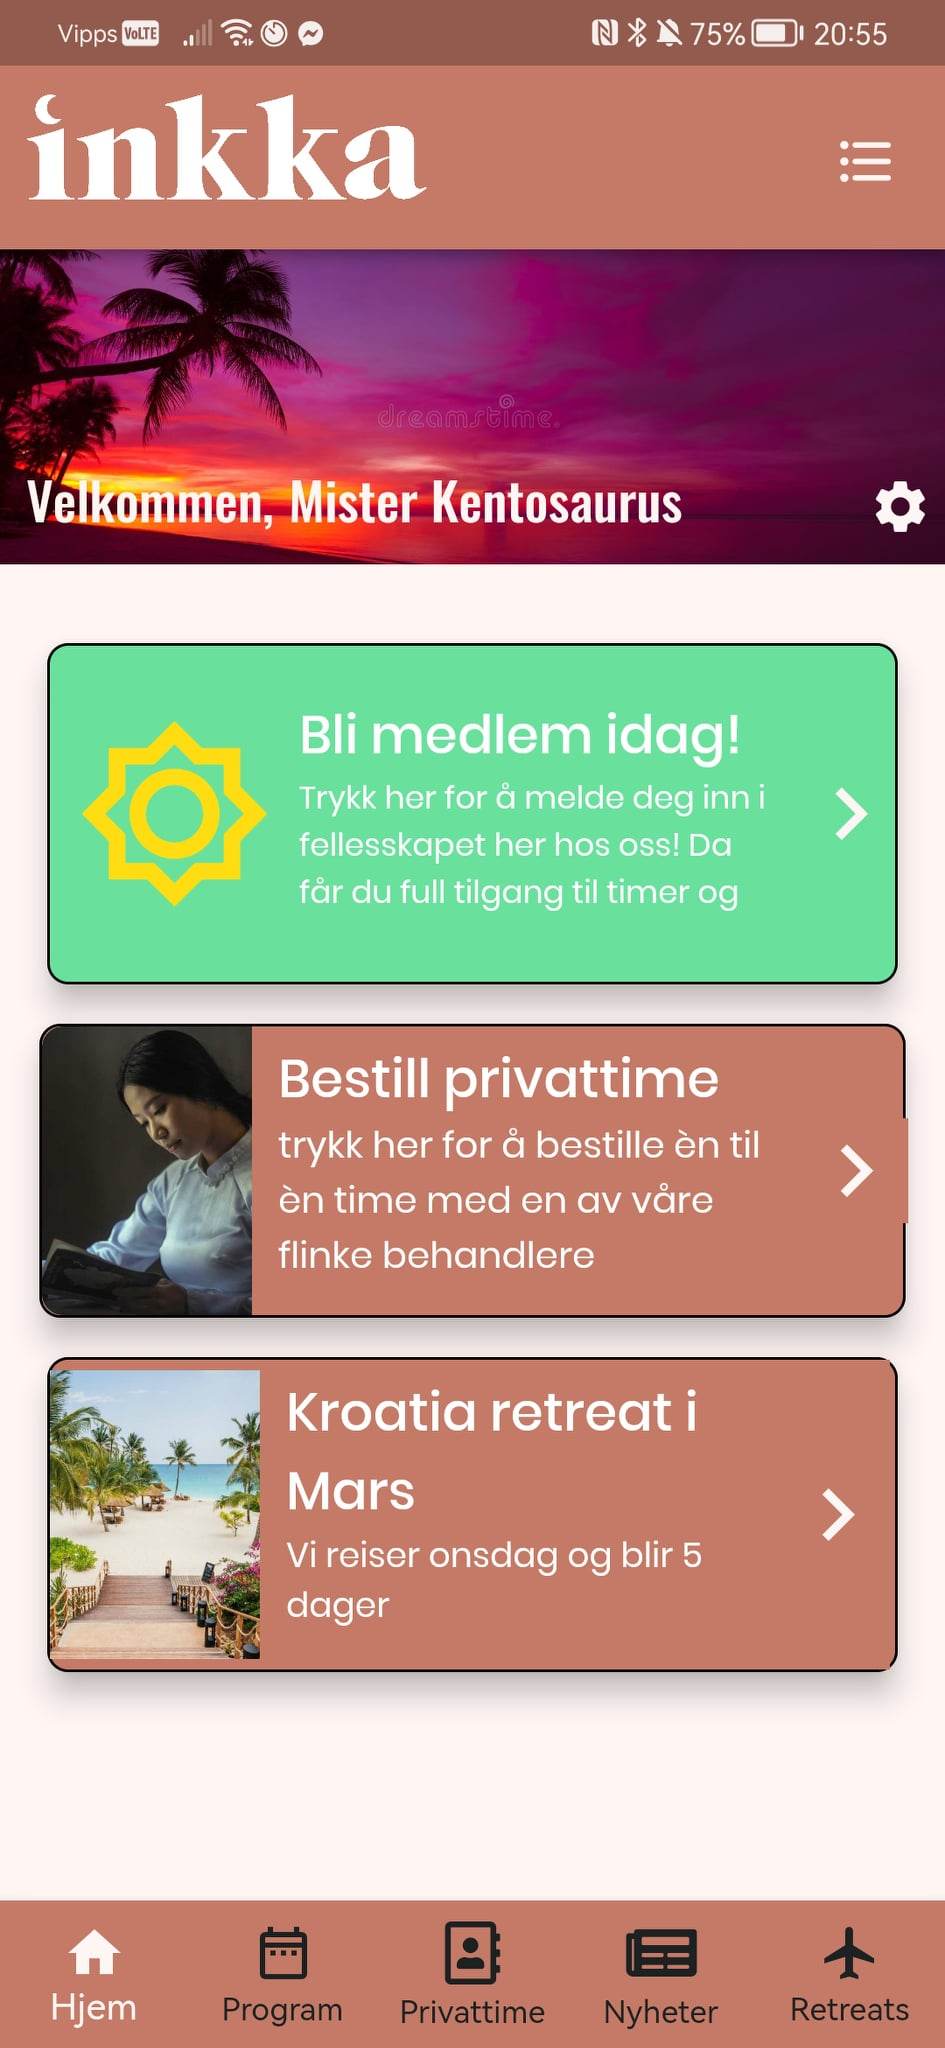 Vipps VoLTE 75% 20:55
inkka
dreamstime.
Velkommen, Mister Kentosaurus
Bli medlem idag!
Trykk her for å melde deg inn i
fellesskapet her hos oss! Da
får du full tilgang til timer og
Bestill privattime
trykk her for å bestille èn til
èn time med en av våre
flinke behandlere
Kroatia retreat i
Mars
Vi reiser onsdag og blir 5
dager
Hjem Program Privattime Nyheter Retreats